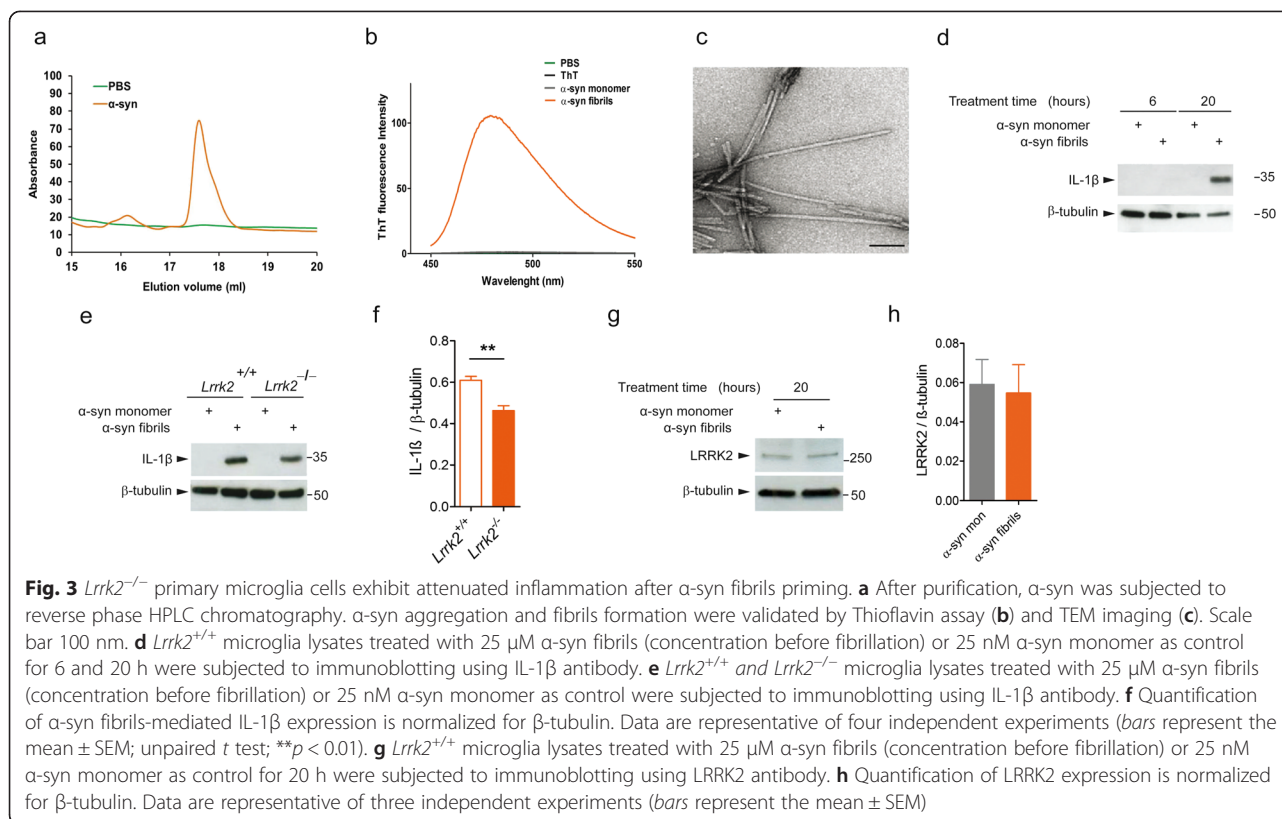 a
PBS
α-syn
100
90
80
70
60
50
40
30
20
10
0
Absorbance
15 16 17 18 19 20
Elution volume (ml)
b
PBS
ThT
α-syn monomer
α-syn fibrils
100
50
0
ThT fluorescence Intensity
450 500 550
Wavelenght (nm)
c
d
Treatment time (hours) 6 20
α-syn monomer + +
α-syn fibrils + +
IL-1β -35
β-tubulin -50
e
Lrrk2+/+ Lrrk2−/−
α-syn monomer + +
α-syn fibrils + +
IL-1β -35
β-tubulin -50
f
**
0.8
0.6
0.4
0.2
0.0
IL-1ß / β-tubulin
Lrrk2+/+ Lrrk2-/-
g
Treatment time (hours) 20
α-syn monomer +
α-syn fibrils +
LRRK2 -250
β-tubulin - 50
h
0.08
0.06
0.04
0.02
0.00
LRRK2 / ß-tubulin
α-syn mon α-syn fibrils
Fig. 3 Lrrk2−/− primary microglia cells exhibit attenuated inflammation after α-syn fibrils priming. a After purification, α-syn was subjected to
reverse phase HPLC chromatography. α-syn aggregation and fibrils formation were validated by Thioflavin assay (b) and TEM imaging (c). Scale
bar 100 nm. d Lrrk2+/+ microglia lysates treated with 25 μM α-syn fibrils (concentration before fibrillation) or 25 nM α-syn monomer as control
for 6 and 20 h were subjected to immunoblotting using IL-1β antibody. e Lrrk2+/+ and Lrrk2−/− microglia lysates treated with 25 μM α-syn fibrils
(concentration before fibrillation) or 25 nM α-syn monomer as control were subjected to immunoblotting using IL-1β antibody. f Quantification
of α-syn fibrils-mediated IL-1β expression is normalized for β-tubulin. Data are representative of four independent experiments (bars represent the
mean ± SEM; unpaired t test; **p < 0.01). g Lrrk2+/+ microglia lysates treated with 25 μM α-syn fibrils (concentration before fibrillation) or 25 nM
α-syn monomer as control for 20 h were subjected to immunoblotting using LRRK2 antibody. h Quantification of LRRK2 expression is normalized
for β-tubulin. Data are representative of three independent experiments (bars represent the mean ± SEM)